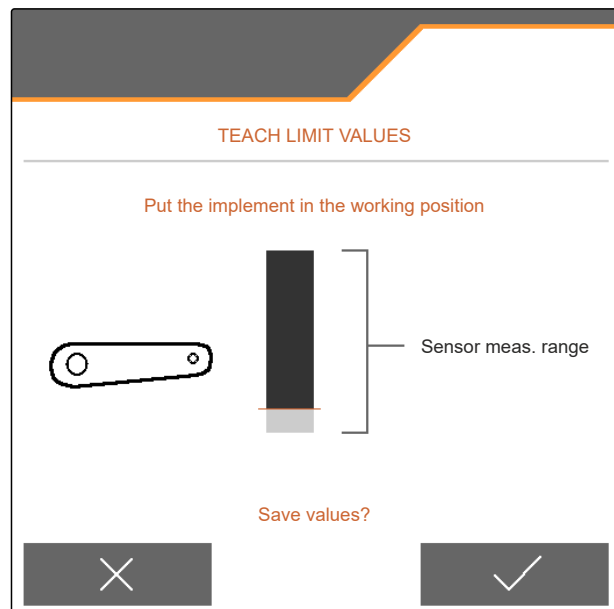 TEACH LIMIT VALUES
Put the implement in the working position
Sensor meas. range
Save values?